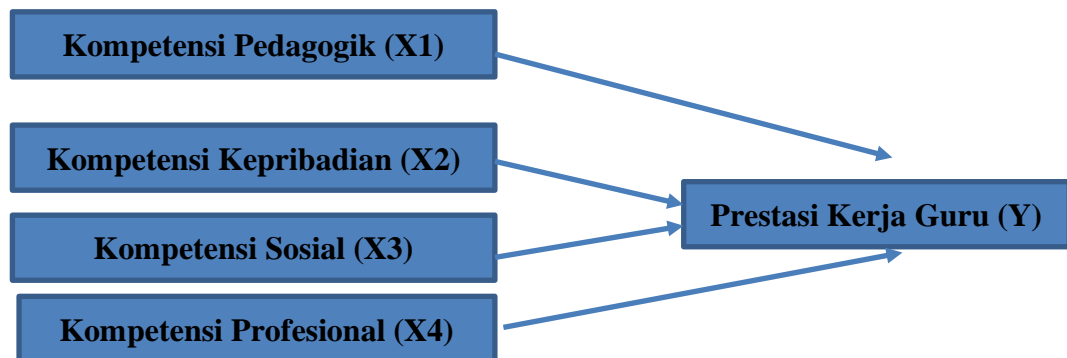 Kompetensi Pedagogik (X1)
Kompetensi Kepribadian (X2)
Prestasi Kerja Guru (Y)
Kompetensi Sosial (X3)
Kompetensi Profesional (X4)